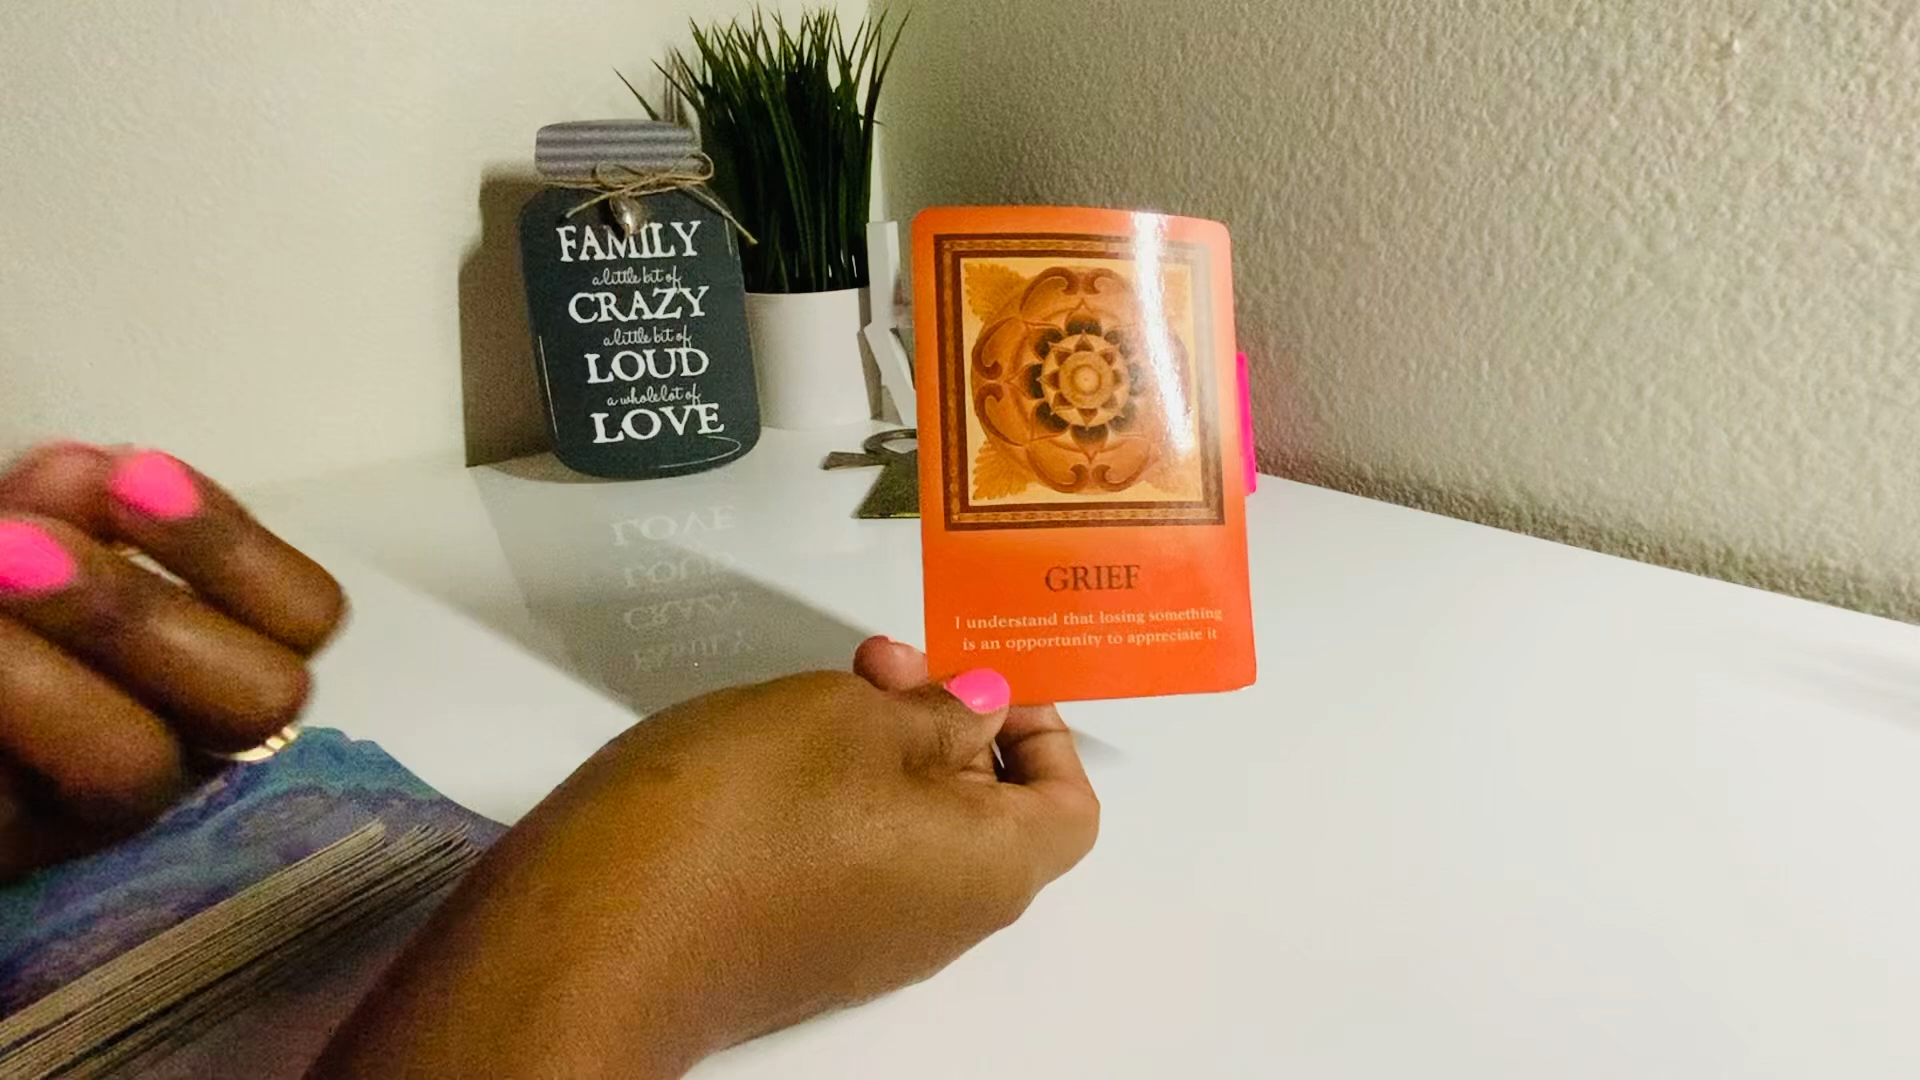 FAMILY
a little bit of
CRAZY
a little bit of
LOUD
a whole lot of
LOVE
GRIEF
I understand that losing something
is an opportunity to appreciate it